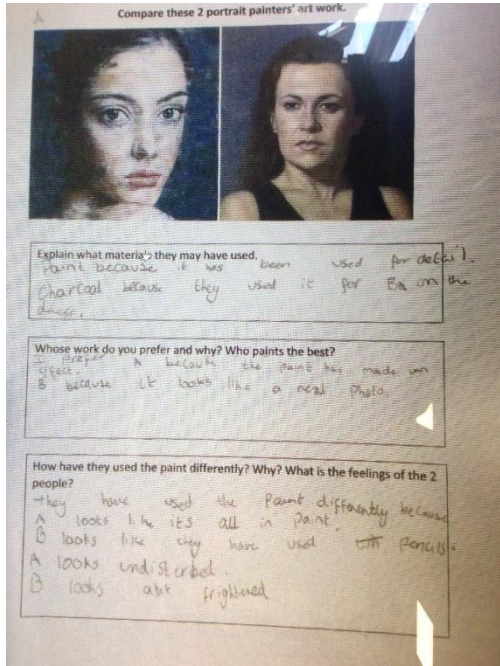 A
Compare these 2 portrait painters' art work.
Explain what materials they may have used.
Paint because it has been used for detail.
Charcoal because they used it for on the
dress.
Whose work do you prefer and why? Who paints the best?
I prefer A because the paint has made an
effect.
B because it looks like a real photo.
How have they used the paint differently? Why? What is the feelings of the 2
people?
they have used the Paint differently because
A looks like its all in paint.
B looks like they have used pencils.
A looks undisterbed.
B looks abit frightened